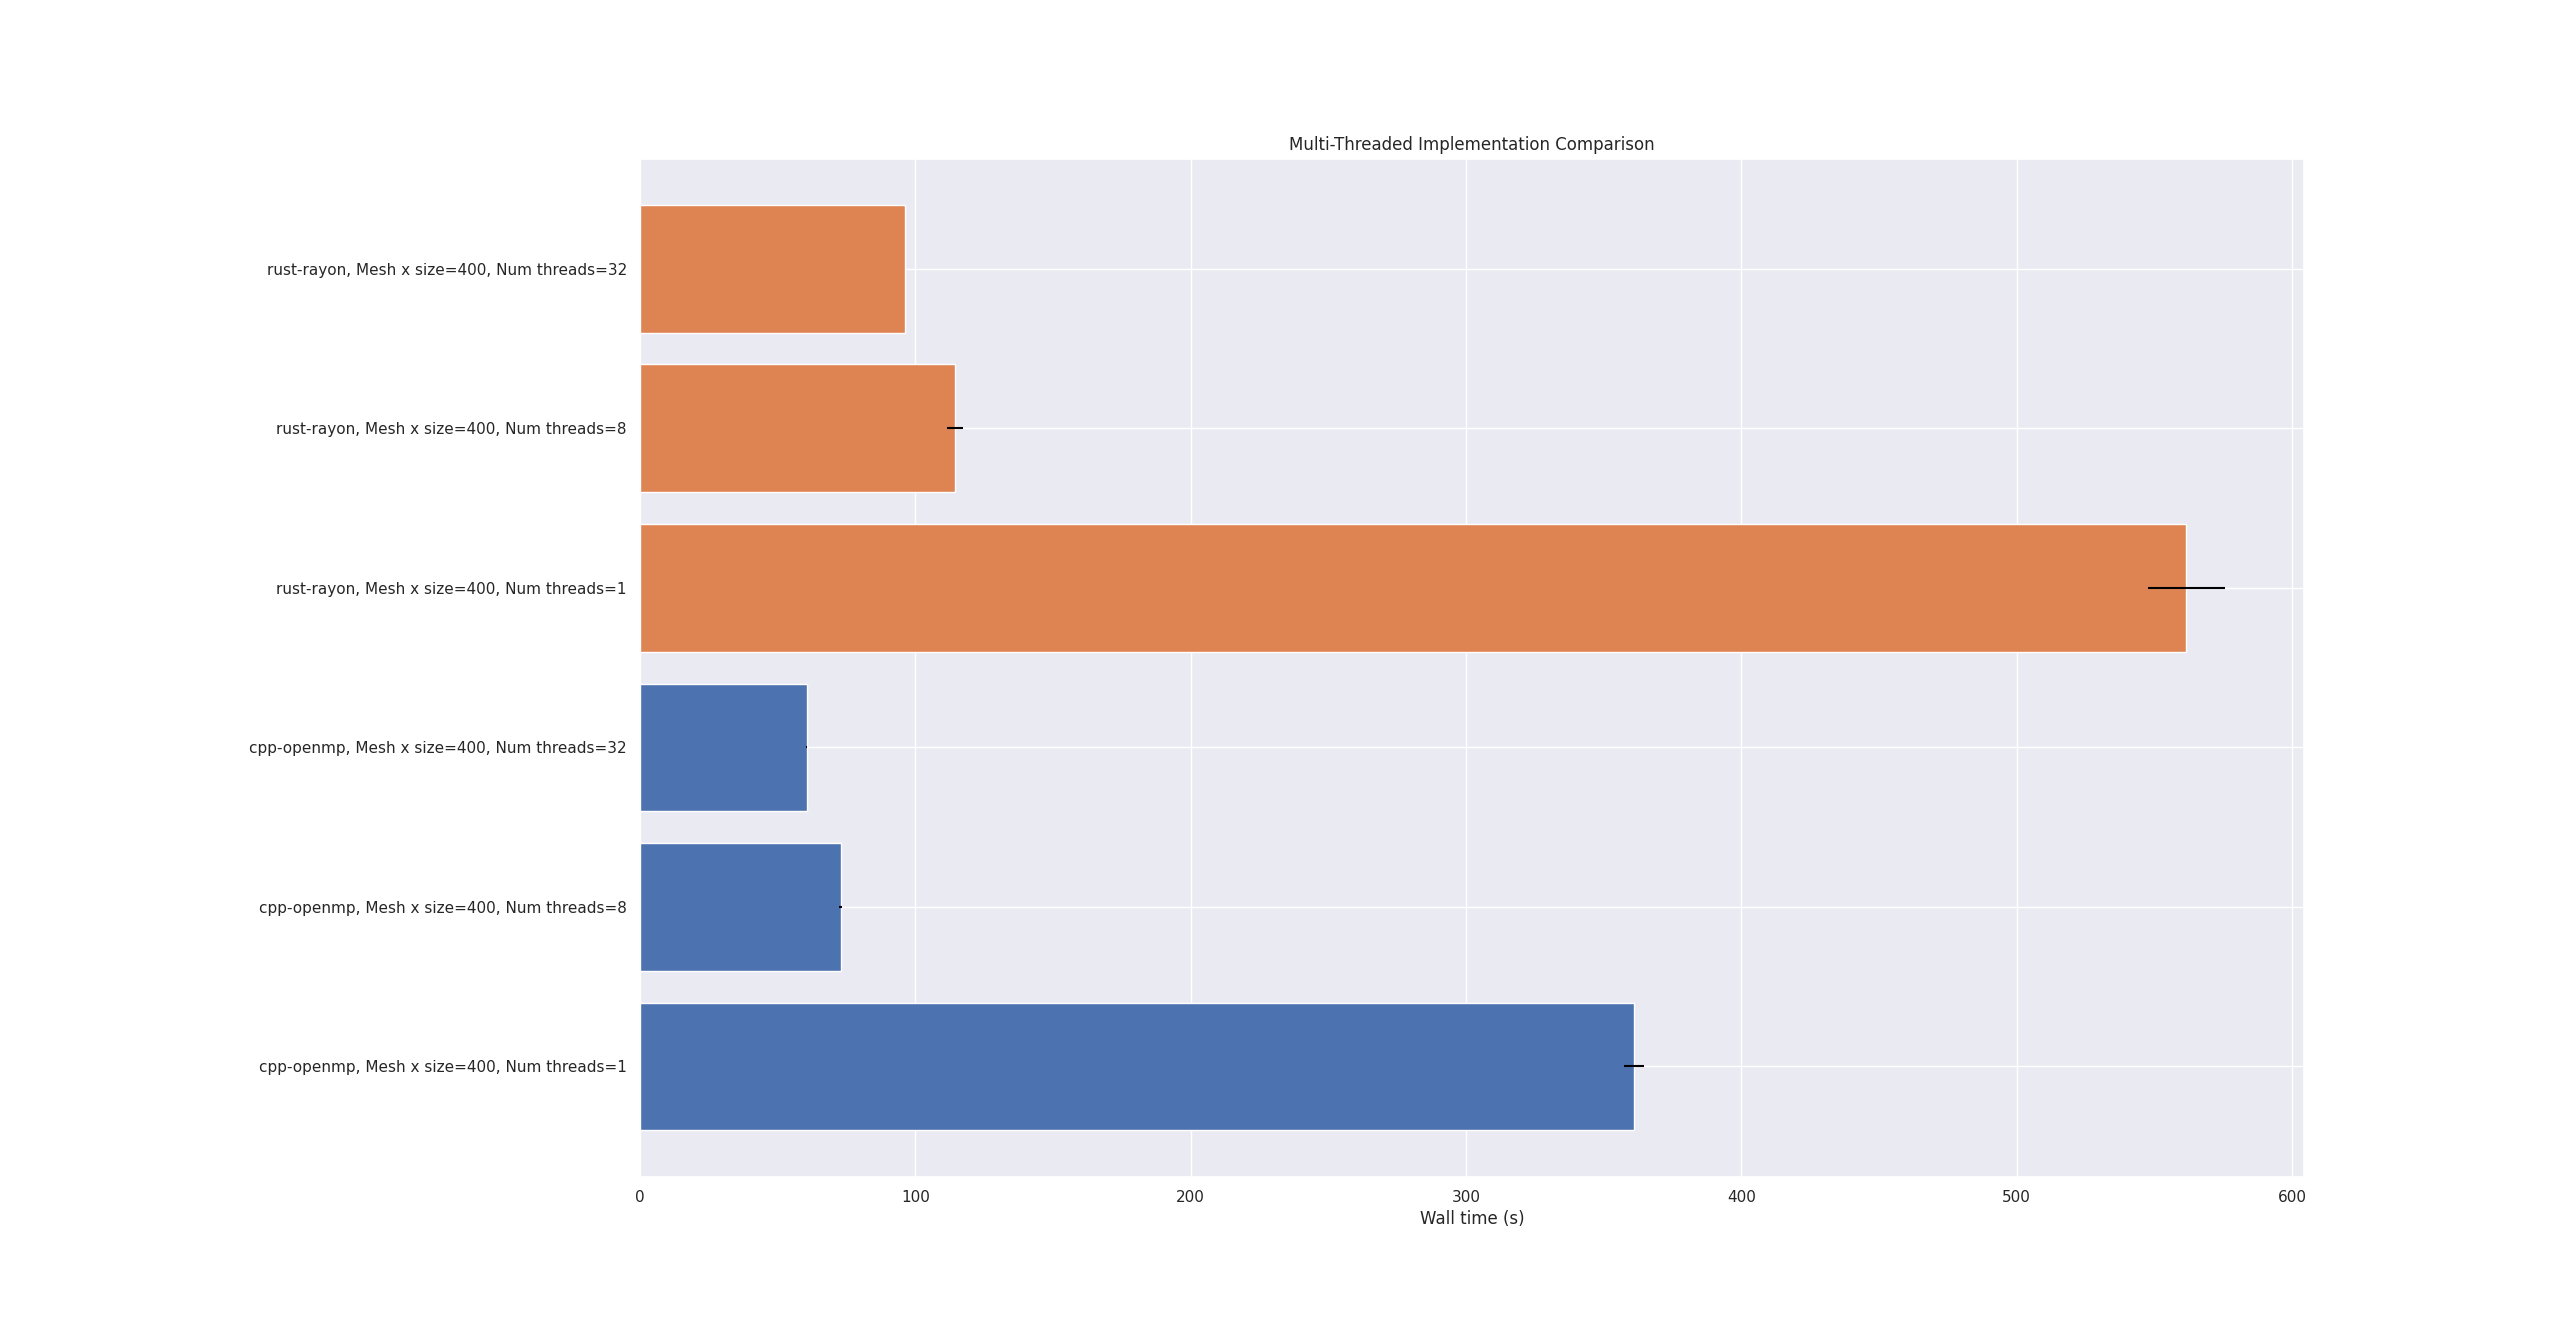 Multi-Threaded Implementation Comparison
rust-rayon, Mesh x size=400, Num threads=32
rust-rayon, Mesh x size=400, Num threads=8
rust-rayon, Mesh x size=400, Num threads=1
cpp-openmp, Mesh x size=400, Num threads=32
cpp-openmp, Mesh x size=400, Num threads=8
cpp-openmp, Mesh x size=400, Num threads=1
0 100 200 300 400 500 600
Wall time (s)